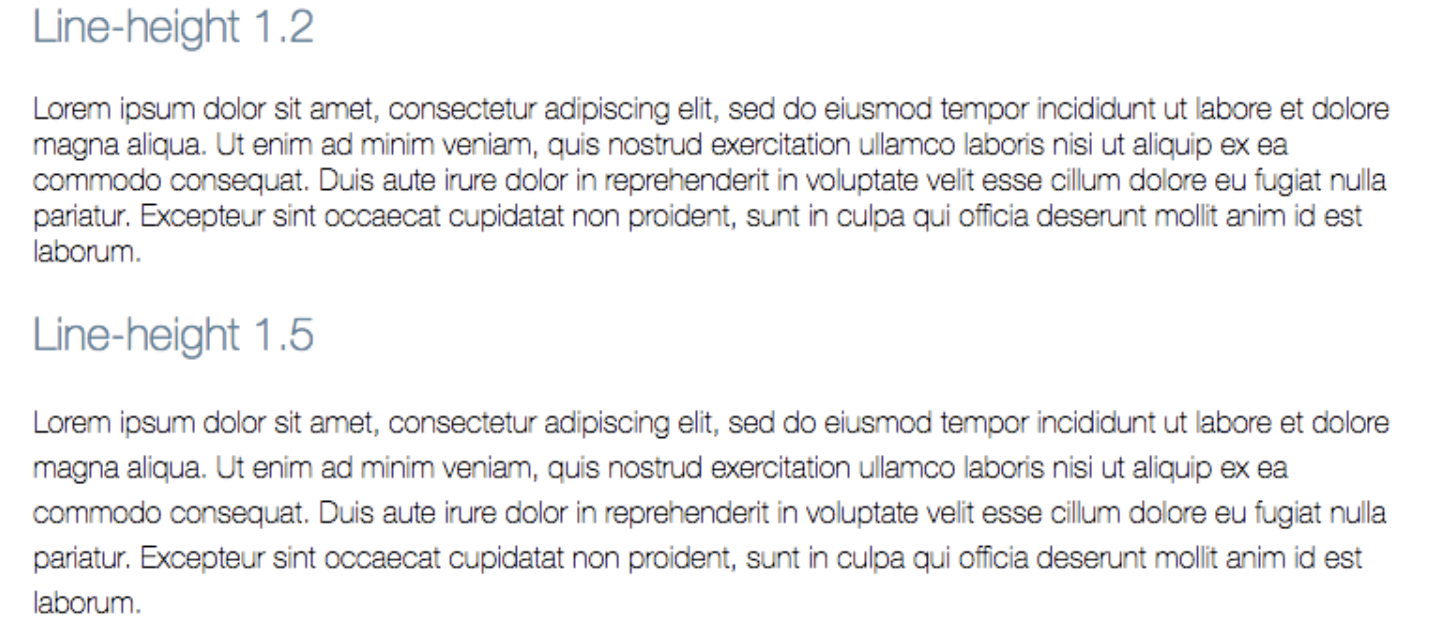 Line-height 1.2
Lorem ipsum dolor sit amet, consectetur adipiscing elit, sed do eiusmod tempor incididunt ut labore et dolore
magna aliqua. Ut enim ad minim veniam, quis nostrud exercitation ullamco laboris nisi ut aliquip ex ea
commodo consequat. Duis aute irure dolor in reprehenderit in voluptate velit esse cillum dolore eu fugiat nulla
pariatur. Excepteur sint occaecat cupidatat non proident, sunt in culpa qui officia deserunt mollit anim id est
laborum.
Line-height 1.5
Lorem ipsum dolor sit amet, consectetur adipiscing elit, sed do eiusmod tempor incididunt ut labore et dolore
magna aliqua. Ut enim ad minim veniam, quis nostrud exercitation ullamco laboris nisi ut aliquip ex ea
commodo consequat. Duis aute irure dolor in reprehenderit in voluptate velit esse cillum dolore eu fugiat nulla
pariatur. Excepteur sint occaecat cupidatat non proident, sunt in culpa qui officia deserunt mollit anim id est
laborum.